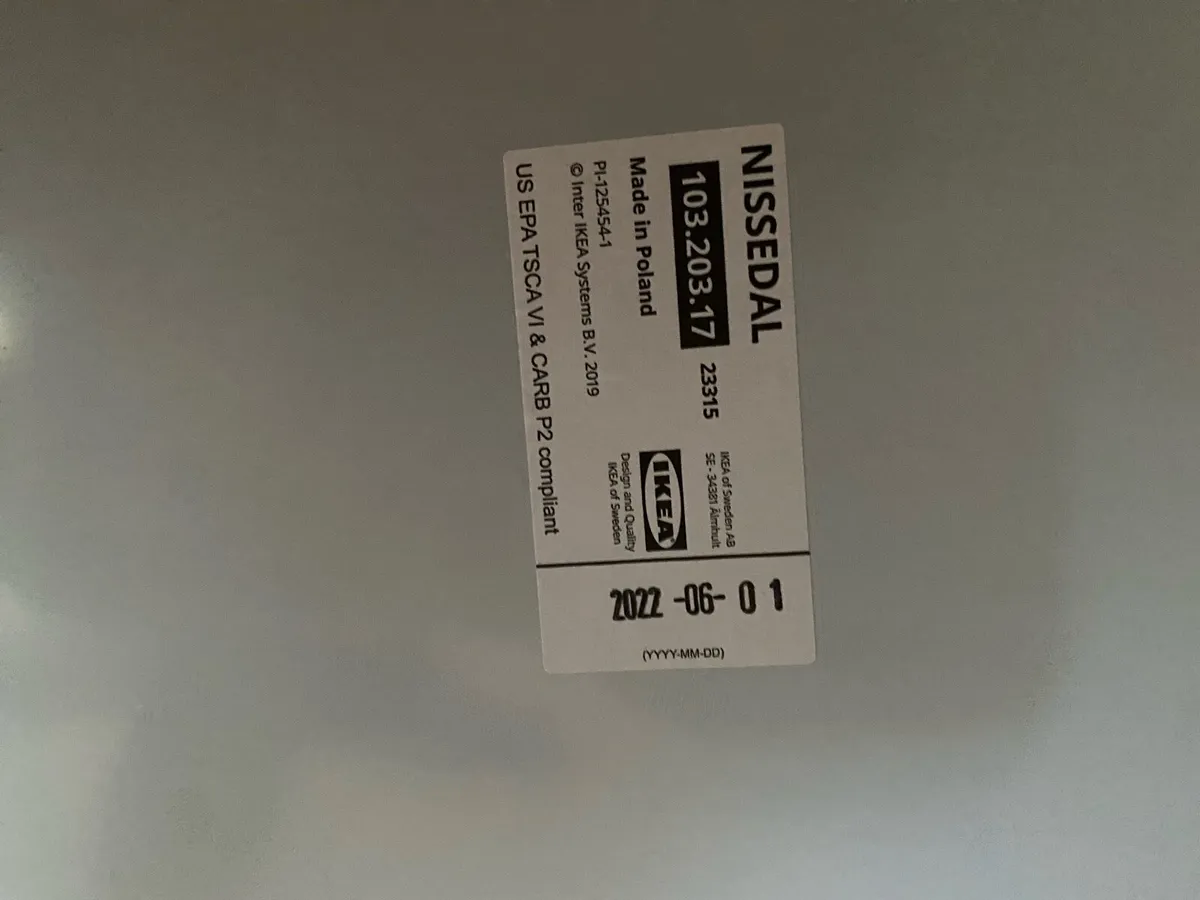 NISSEDAL
103.203.17 23315
Made in Poland
PI-125454-1
© Inter IKEA Systems B.V. 2019
US EPA TSCA VI & CARB P2 compliant
IKEA of Sweden AB
SE - 34381 Älmhult
IKEA
Design and Quality
IKEA of Sweden
2022 -06- 01
(YYYY-MM-DD)